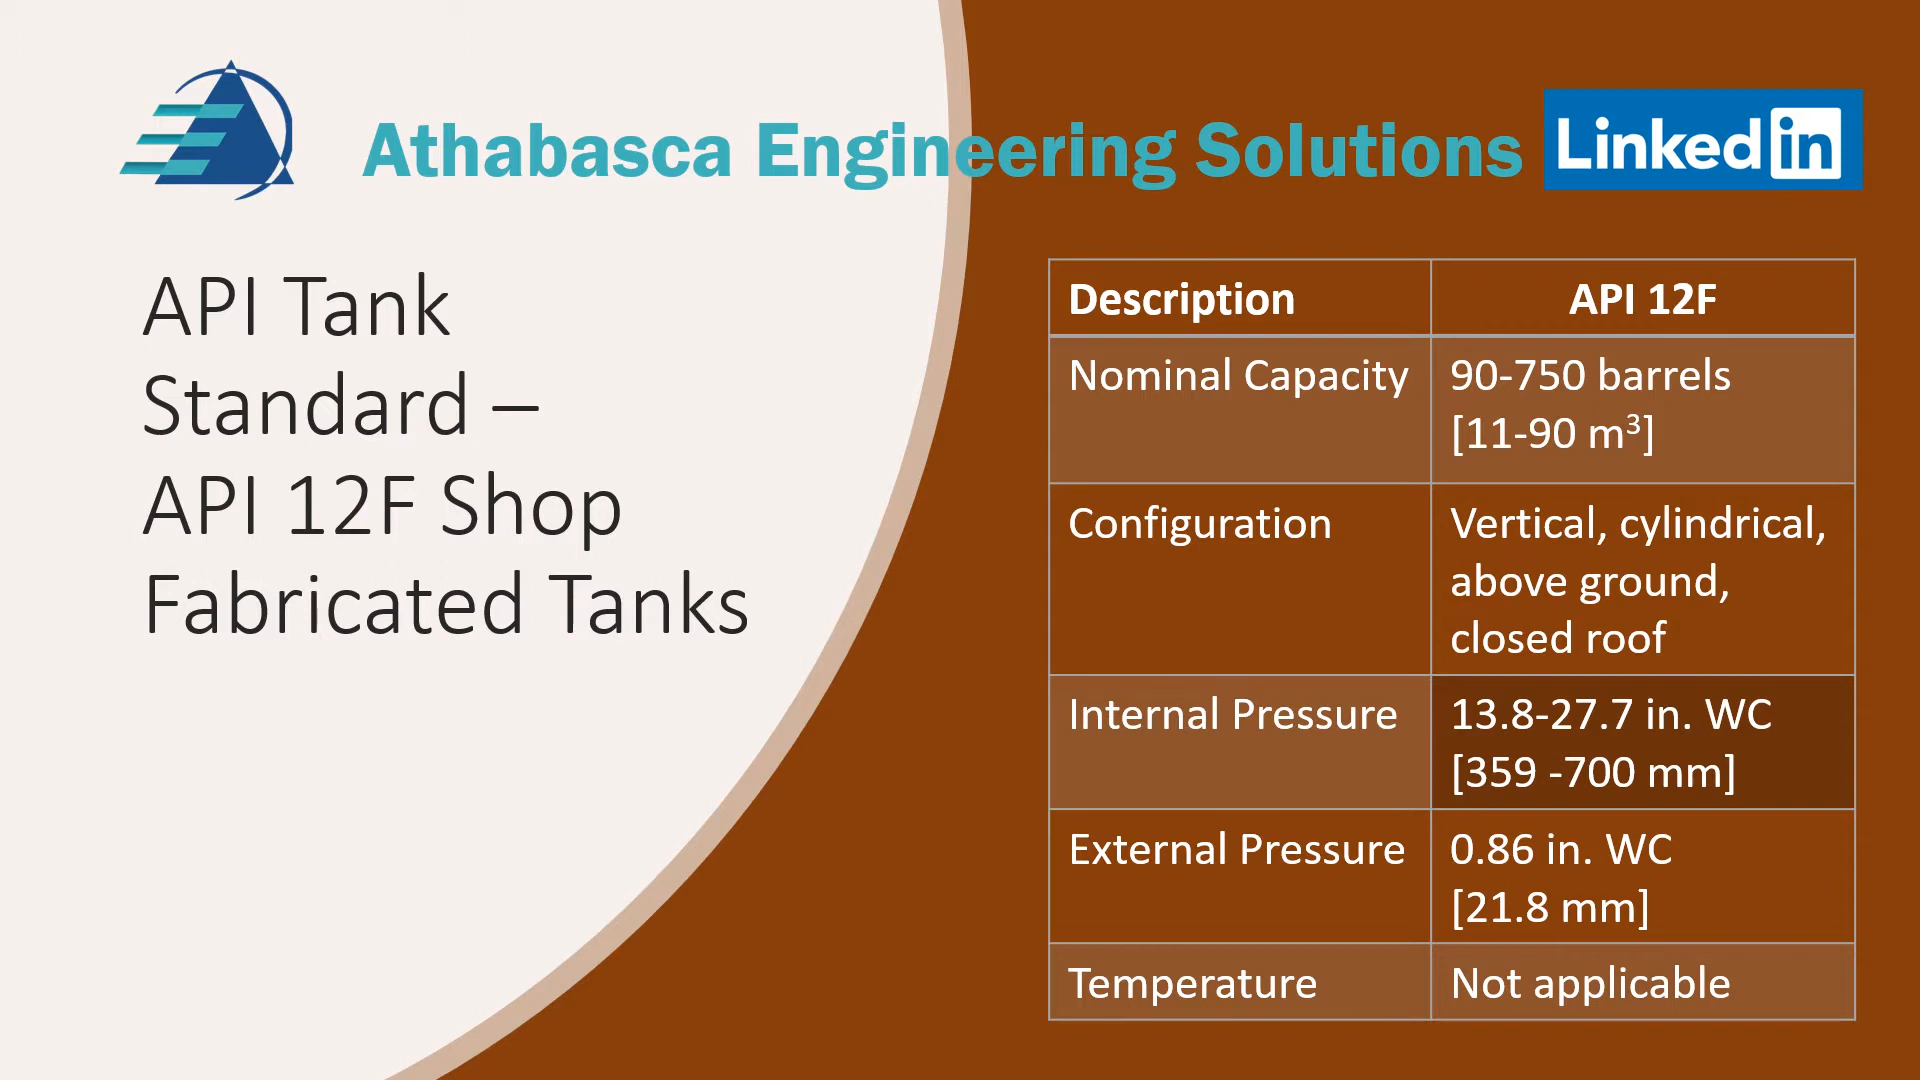 Athabasca Engineering Solutions
Linked in
API Tank
Standard –
API 12F Shop
Fabricated Tanks
Description API 12F
Nominal Capacity 90-750 barrels
[11-90 m³]
Configuration Vertical, cylindrical,
above ground,
closed roof
Internal Pressure 13.8-27.7 in. WC
[359 -700 mm]
External Pressure 0.86 in. WC
[21.8 mm]
Temperature Not applicable